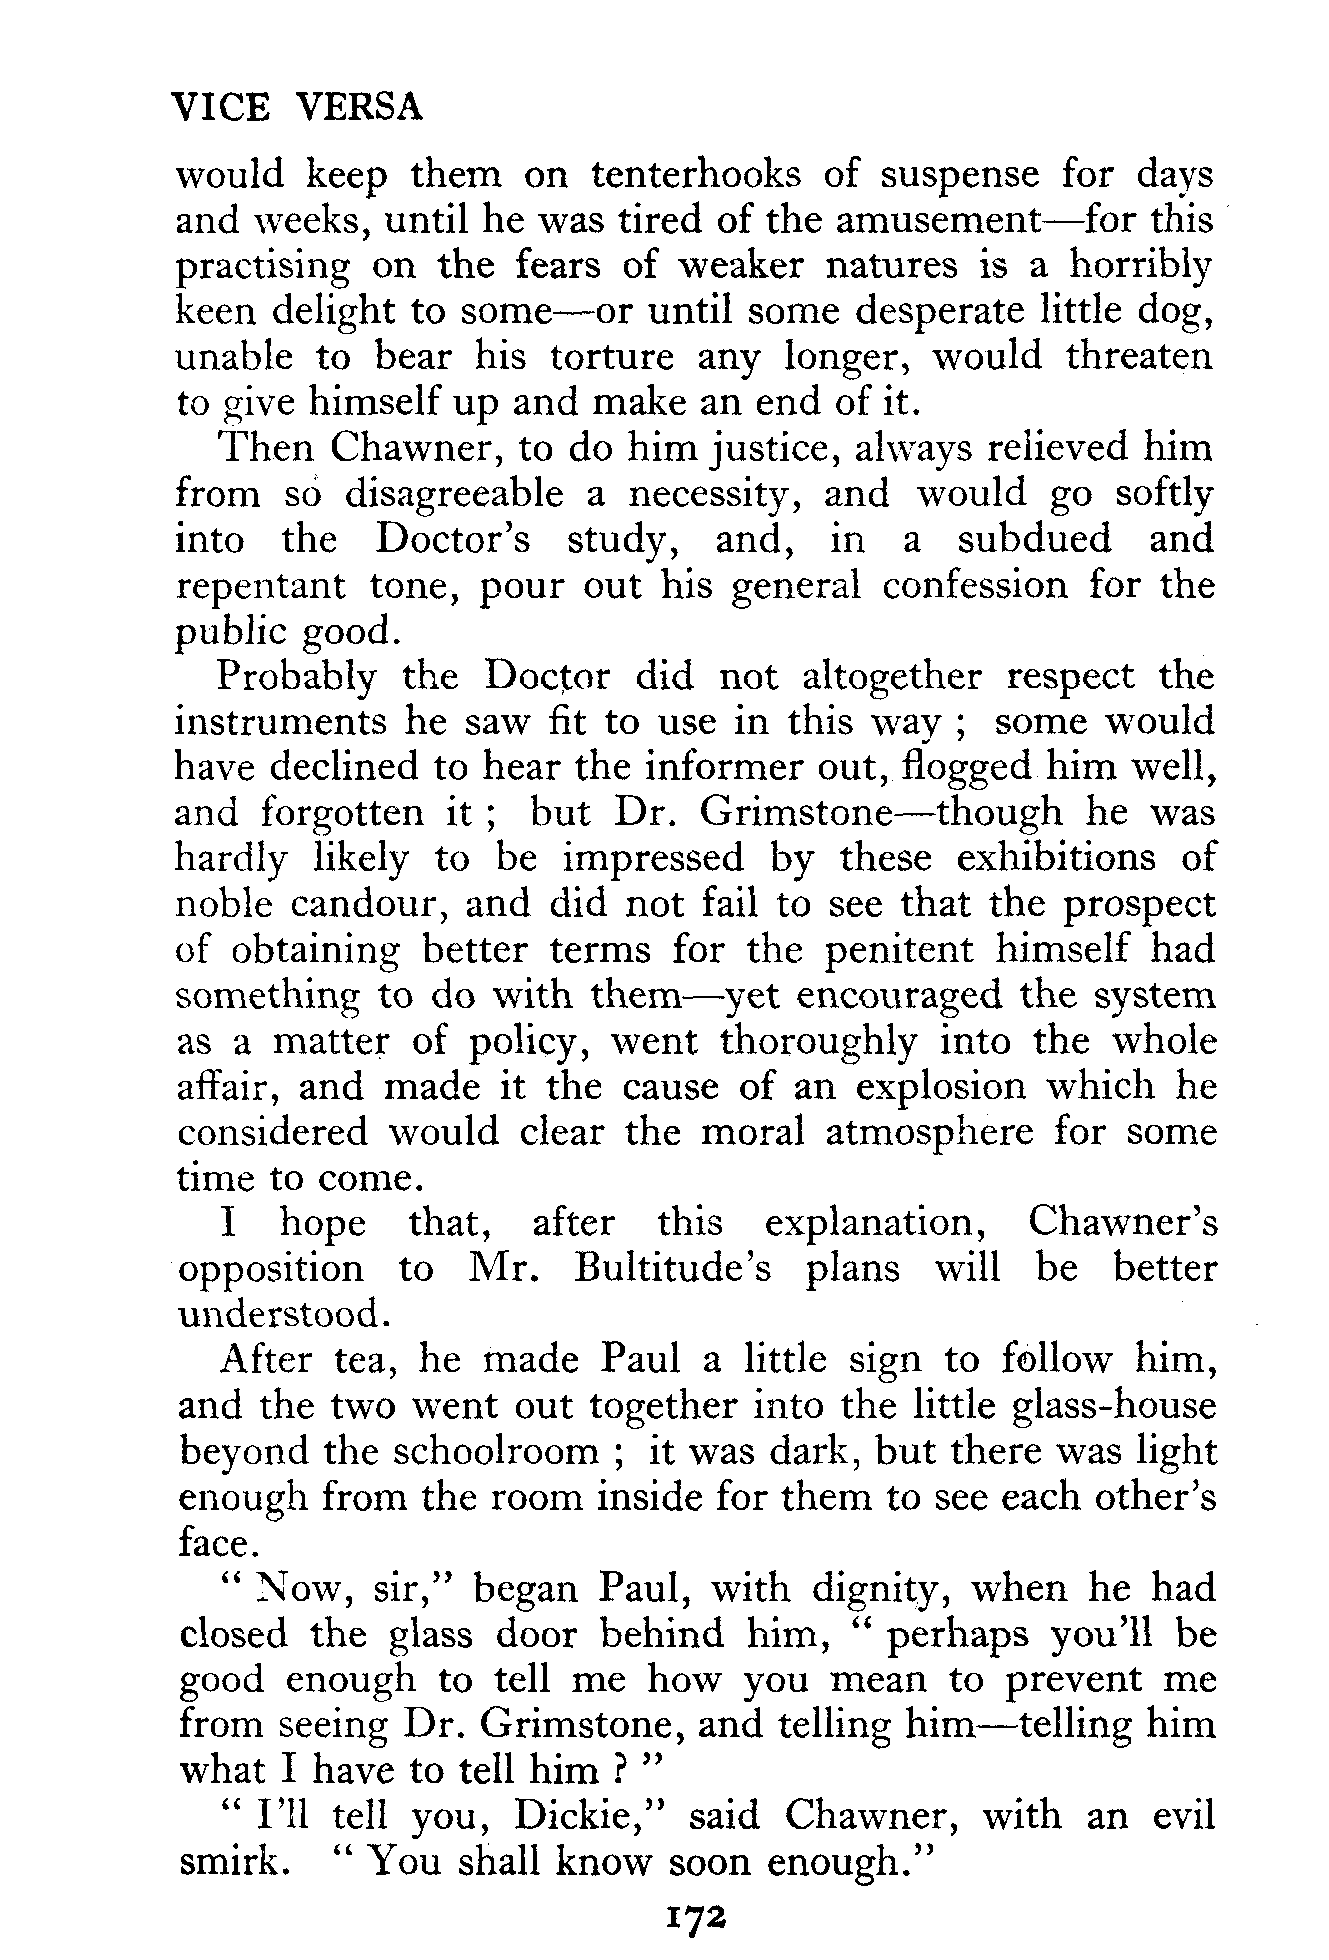 VICE VERSA
would keep them on tenterhooks of suspense for days
and weeks, until he was tired of the amusement—for this
practising on the fears of weaker natures is a horribly
keen delight to some—or until some desperate little dog,
unable to bear his torture any longer, would threaten
to give himself up and make an end of it.
Then Chawner, to do him justice, always relieved him
from so disagreeable a necessity, and would go softly
into the Doctor's study, and, in a subdued and
repentant tone, pour out his general confession for the
public good.
Probably the Doctor did not altogether respect the
instruments he saw fit to use in this way ; some would
have declined to hear the informer out, flogged him well,
and forgotten it ; but Dr. Grimstone—though he was
hardly likely to be impressed by these exhibitions of
noble candour, and did not fail to see that the prospect
of obtaining better terms for the penitent himself had
something to do with them—yet encouraged the system
as a matter of policy, went thoroughly into the whole
affair, and made it the cause of an explosion which he
considered would clear the moral atmosphere for some
time to come.
I hope that, after this explanation, Chawner's
opposition to Mr. Bultitude's plans will be better
understood.
After tea, he made Paul a little sign to follow him,
and the two went out together into the little glass-house
beyond the schoolroom ; it was dark, but there was light
enough from the room inside for them to see each other's
face.
“ Now, sir,” began Paul, with dignity, when he had
closed the glass door behind him, “ perhaps you'll be
good enough to tell me how you mean to prevent me
from seeing Dr. Grimstone, and telling him—telling him
what I have to tell him ? ”
“ I'll tell you, Dickie,” said Chawner, with an evil
smirk. “ You shall know soon enough.”
172